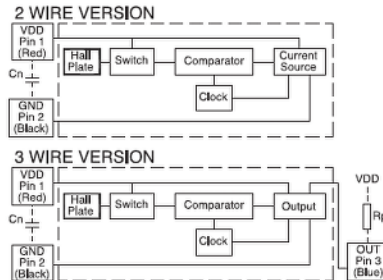 2 WIRE VERSION
VDD
Pin 1
(Red)
Cn
GND
Pin 2
(Black)
Hall
Plate
Switch
Comparator
Current
Source
Clock
3 WIRE VERSION
VDD
Pin 1
(Red)
Cn
GND
Pin 2
(Black)
Hall
Plate
Switch
Comparator
Output
Clock
VDD
OUT
Pin 3
(Blue)